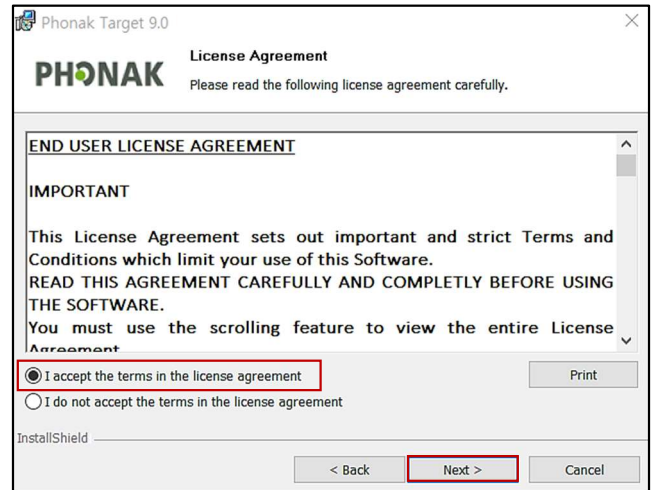 Phonak Target 9.0
PHONAK
License Agreement
Please read the following license agreement carefully.
END USER LICENSE AGREEMENT
IMPORTANT
This License Agreement sets out important and strict Terms and
Conditions which limit your use of this Software.
READ THIS AGREEMENT CAREFULLY AND COMPLETLY BEFORE USING
THE SOFTWARE.
You must use the scrolling feature to view the entire License
Agreement
I accept the terms in the license agreement
Print
I do not accept the terms in the license agreement
InstallShield
< Back
Next >
Cancel